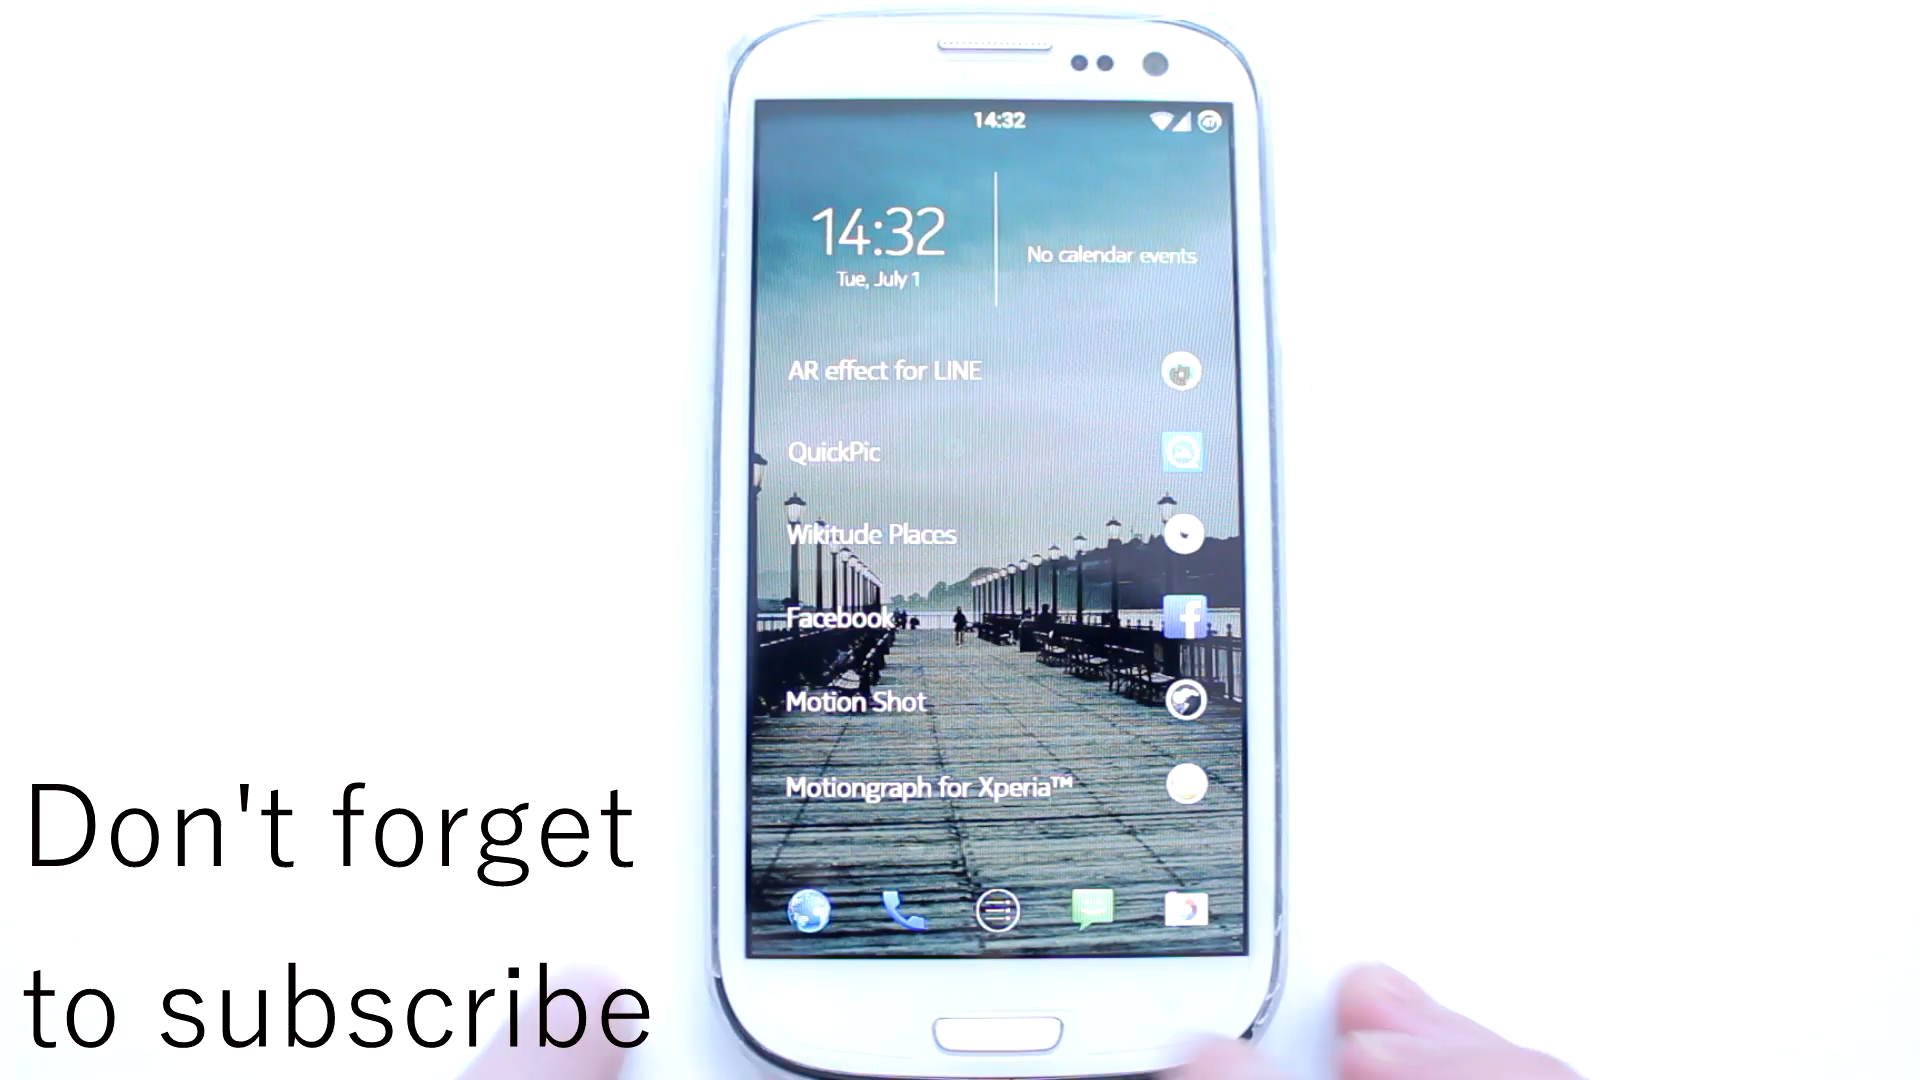 14:32
47
14:32
Tue, July 1
No calendar events
AR effect for LINE
QuickPic
Wikitude Places
Facebook
Motion Shot
Motiongraph for Xperia™
Don't forget
to subscribe